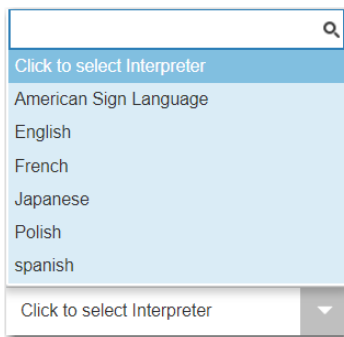 Click to select Interpreter
American Sign Language
English
French
Japanese
Polish
spanish
Click to select Interpreter